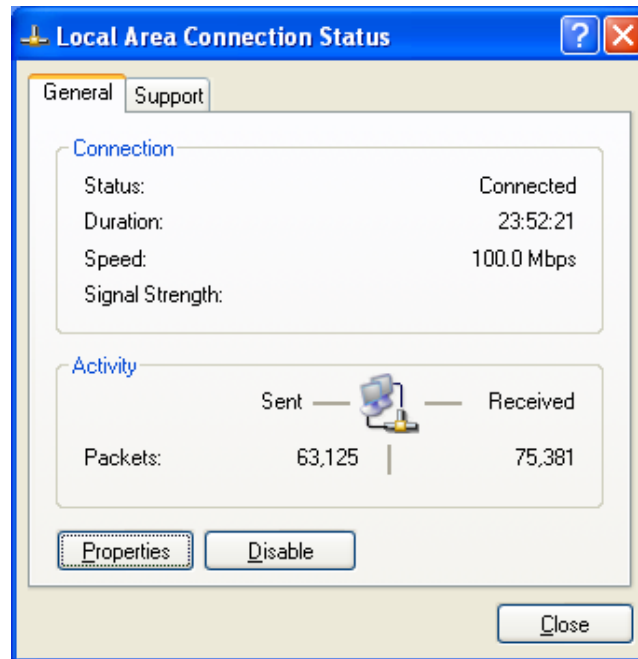 Local Area Connection Status
General Support
Connection
Status: Connected
Duration: 23:52:21
Speed: 100.0 Mbps
Signal Strength:
Activity
Sent Received
Packets: 63,125 75,381
Properties Disable
Close